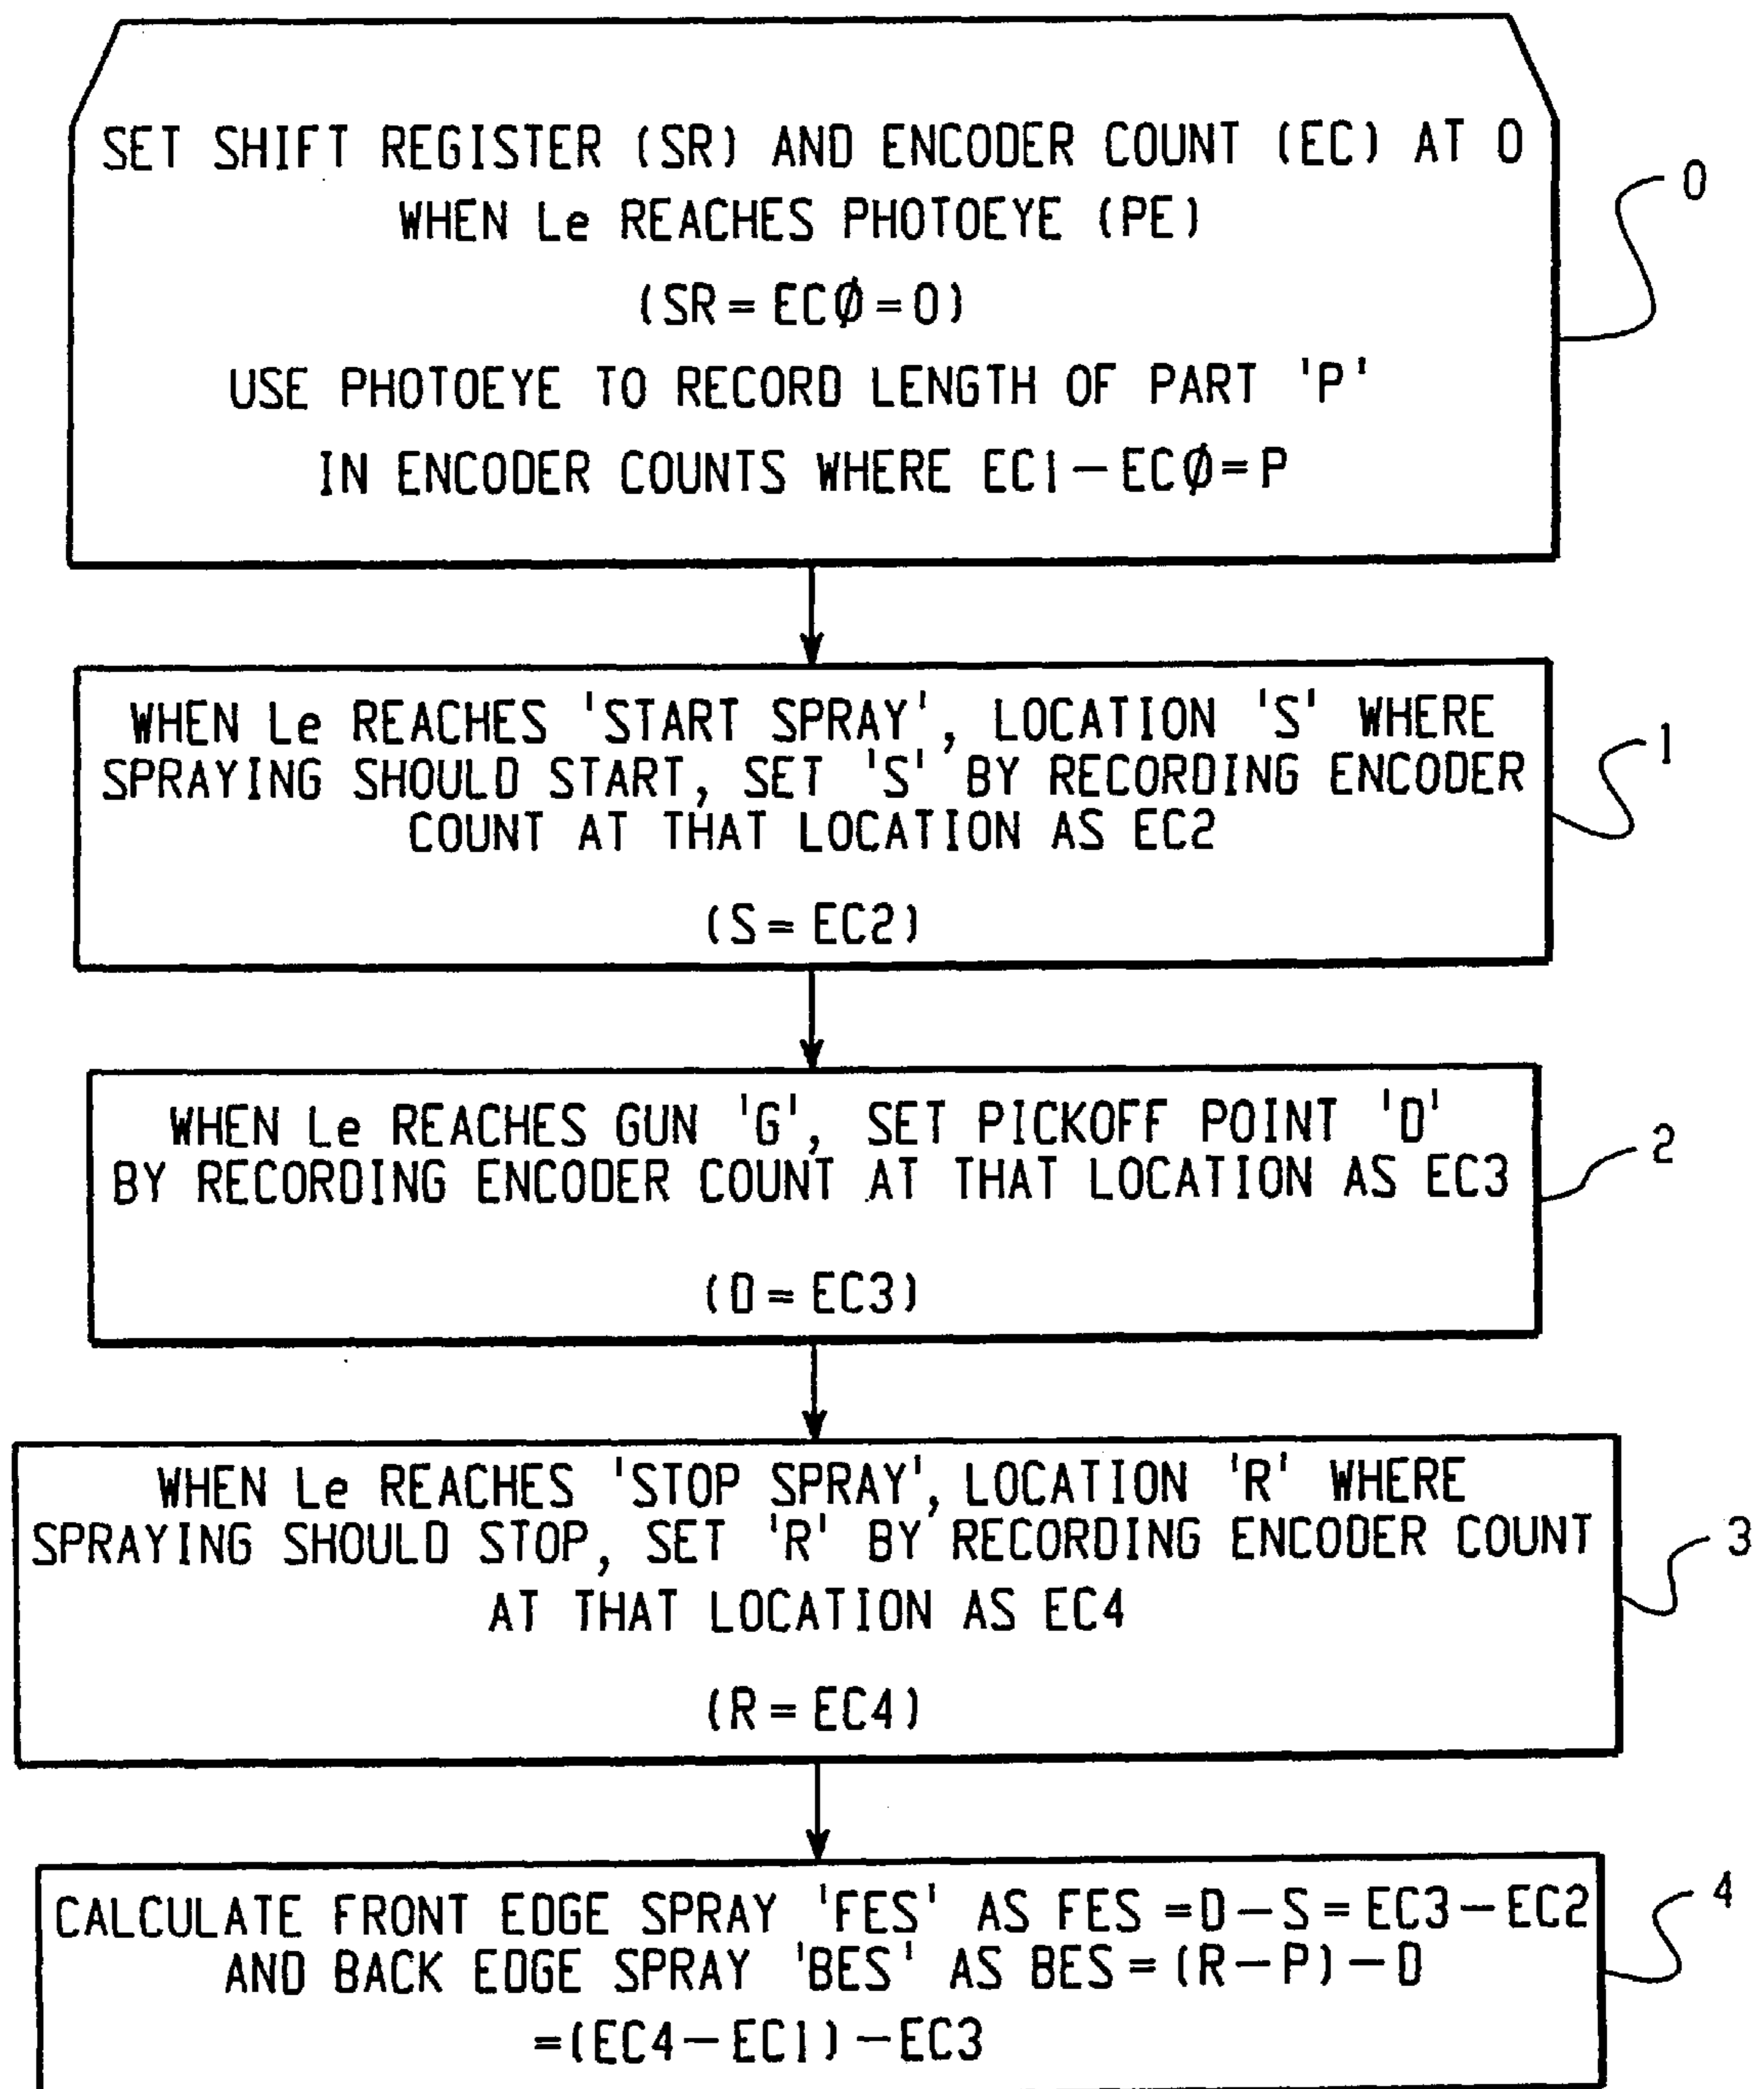 SET SHIFT REGISTER (SR) AND ENCODER COUNT (EC) AT 0
WHEN Le REACHES PHOTOEYE (PE)
(SR = ECØ = 0)
USE PHOTOEYE TO RECORD LENGTH OF PART 'P'
IN ENCODER COUNTS WHERE EC1 – ECØ = P
0
WHEN Le REACHES 'START SPRAY', LOCATION 'S' WHERE
SPRAYING SHOULD START, SET 'S' BY RECORDING ENCODER
COUNT AT THAT LOCATION AS EC2
(S = EC2)
1
WHEN Le REACHES GUN 'G', SET PICKOFF POINT 'D'
BY RECORDING ENCODER COUNT AT THAT LOCATION AS EC3
(D = EC3)
2
WHEN Le REACHES 'STOP SPRAY', LOCATION 'R' WHERE
SPRAYING SHOULD STOP, SET 'R' BY RECORDING ENCODER COUNT
AT THAT LOCATION AS EC4
(R = EC4)
3
CALCULATE FRONT EDGE SPRAY 'FES' AS FES = D – S = EC3 – EC2
AND BACK EDGE SPRAY 'BES' AS BES = (R – P) – D
= (EC4 – EC1) – EC3
4